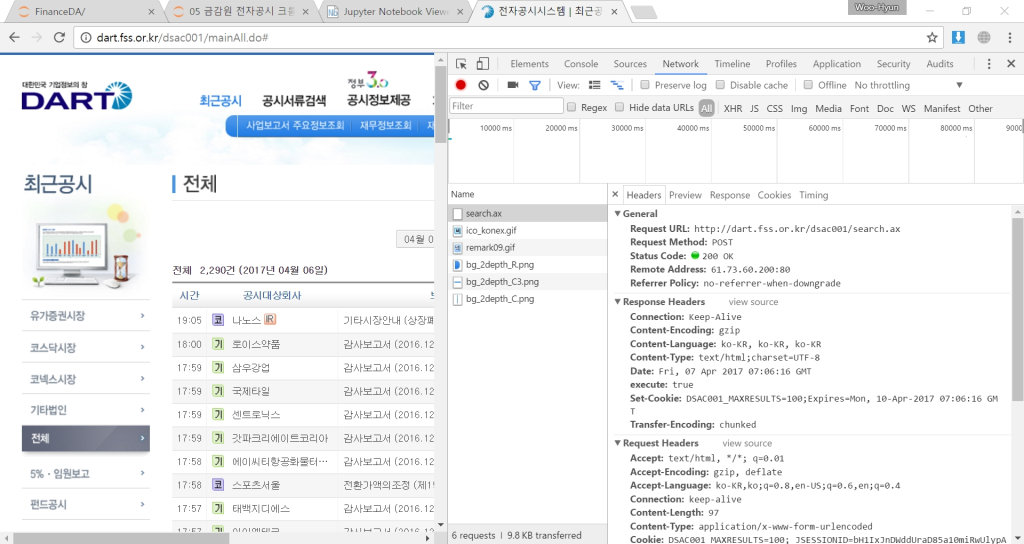 FinanceDA/
05 금감원 전자공시 크롤
Jupyter Notebook View
전자공시시스템 | 최근공
Woo-Hyun
dart.fss.or.kr/dsac001/mainAll.do#
대한민국 기업정보의 창
DART
정부 3.0
최근공시 공시서류검색 공시정보제공
사업보고서 주요정보조회 재무정보조회 재
최근공시
유가증권시장
코스닥시장
코넥스시장
기타법인
전체
5% · 임원보고
펀드공시
전체
04월 0
전체 2,290건 (2017년 04월 06일)
시간 공시대상회사 보
19:05 코 나노스 IR 기타시장안내 (상장폐
18:00 기 토이스약품 감사보고서 (2016.12
17:59 기 삼우강업 감사보고서 (2016.12
17:59 기 국제타일 감사보고서 (2016.12
17:59 기 센트로닉스 감사보고서 (2016.12
17:59 기 갓파크리에이트코리아 감사보고서 (2016.12
17:58 기 에이씨티항공화물터… 감사보고서 (2016.12
17:58 코 스포츠서울 전환가액의조정 (제1
17:57 기 태백지디에스 감사보고서 (2016.12
17:57
Elements Console Sources Network Timeline Profiles Application Security Audits
View: Preserve log Disable cache Offline No throttling
Filter Regex Hide data URLs All XHR JS CSS Img Media Font Doc WS Manifest Other
10000 ms 20000 ms 30000 ms 40000 ms 50000 ms 60000 ms 70000 ms 80000 ms 9000
Name
search.ax
ico_konex.gif
remark09.gif
bg_2depth_R.png
bg_2depth_C3.png
bg_2depth_C.png
6 requests | 9.8 KB transferred
Headers Preview Response Cookies Timing
General
Request URL: http://dart.fss.or.kr/dsac001/search.ax
Request Method: POST
Status Code: 200 OK
Remote Address: 61.73.60.200:80
Referrer Policy: no-referrer-when-downgrade
Response Headers view source
Connection: Keep-Alive
Content-Encoding: gzip
Content-Language: ko-KR, ko-KR, ko-KR
Content-Type: text/html;charset=UTF-8
Date: Fri, 07 Apr 2017 07:06:16 GMT
execute: true
Set-Cookie: DSAC001_MAXRESULTS=100;Expires=Mon, 10-Apr-2017 07:06:16 GM
T
Transfer-Encoding: chunked
Request Headers view source
Accept: text/html, */*; q=0.01
Accept-Encoding: gzip, deflate
Accept-Language: ko-KR,ko;q=0.8,en-US;q=0.6,en;q=0.4
Connection: keep-alive
Content-Length: 97
Content-Type: application/x-www-form-urlencoded
Cookie: DSAC001_MAXRESULTS=100; JSESSIONID=bHIIxJnDWddUraD85a10miRwUlypA